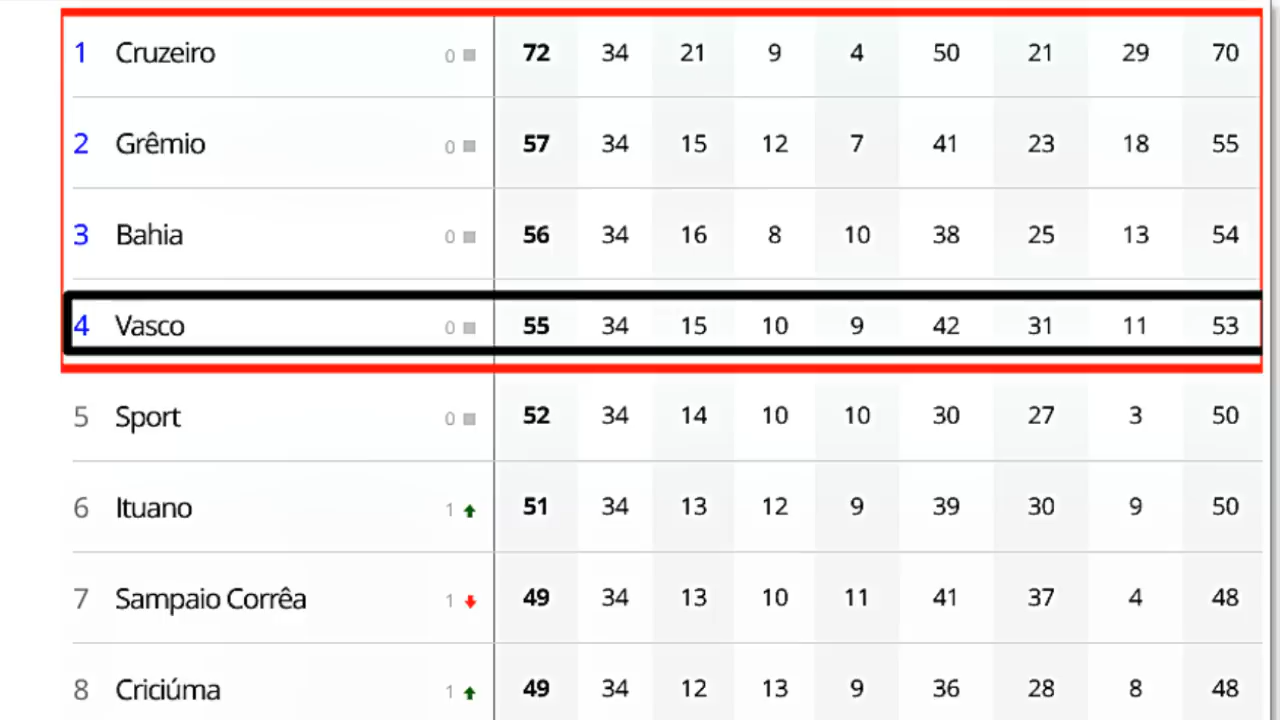 1 Cruzeiro 0 72 34 21 9 4 50 21 29 70
2 Grêmio 0 57 34 15 12 7 41 23 18 55
3 Bahia 0 56 34 16 8 10 38 25 13 54
4 Vasco 0 55 34 15 10 9 42 31 11 53
5 Sport 0 52 34 14 10 10 30 27 3 50
6 Ituano 1 51 34 13 12 9 39 30 9 50
7 Sampaio Corrêa 1 49 34 13 10 11 41 37 4 48
8 Criciúma 1 49 34 12 13 9 36 28 8 48